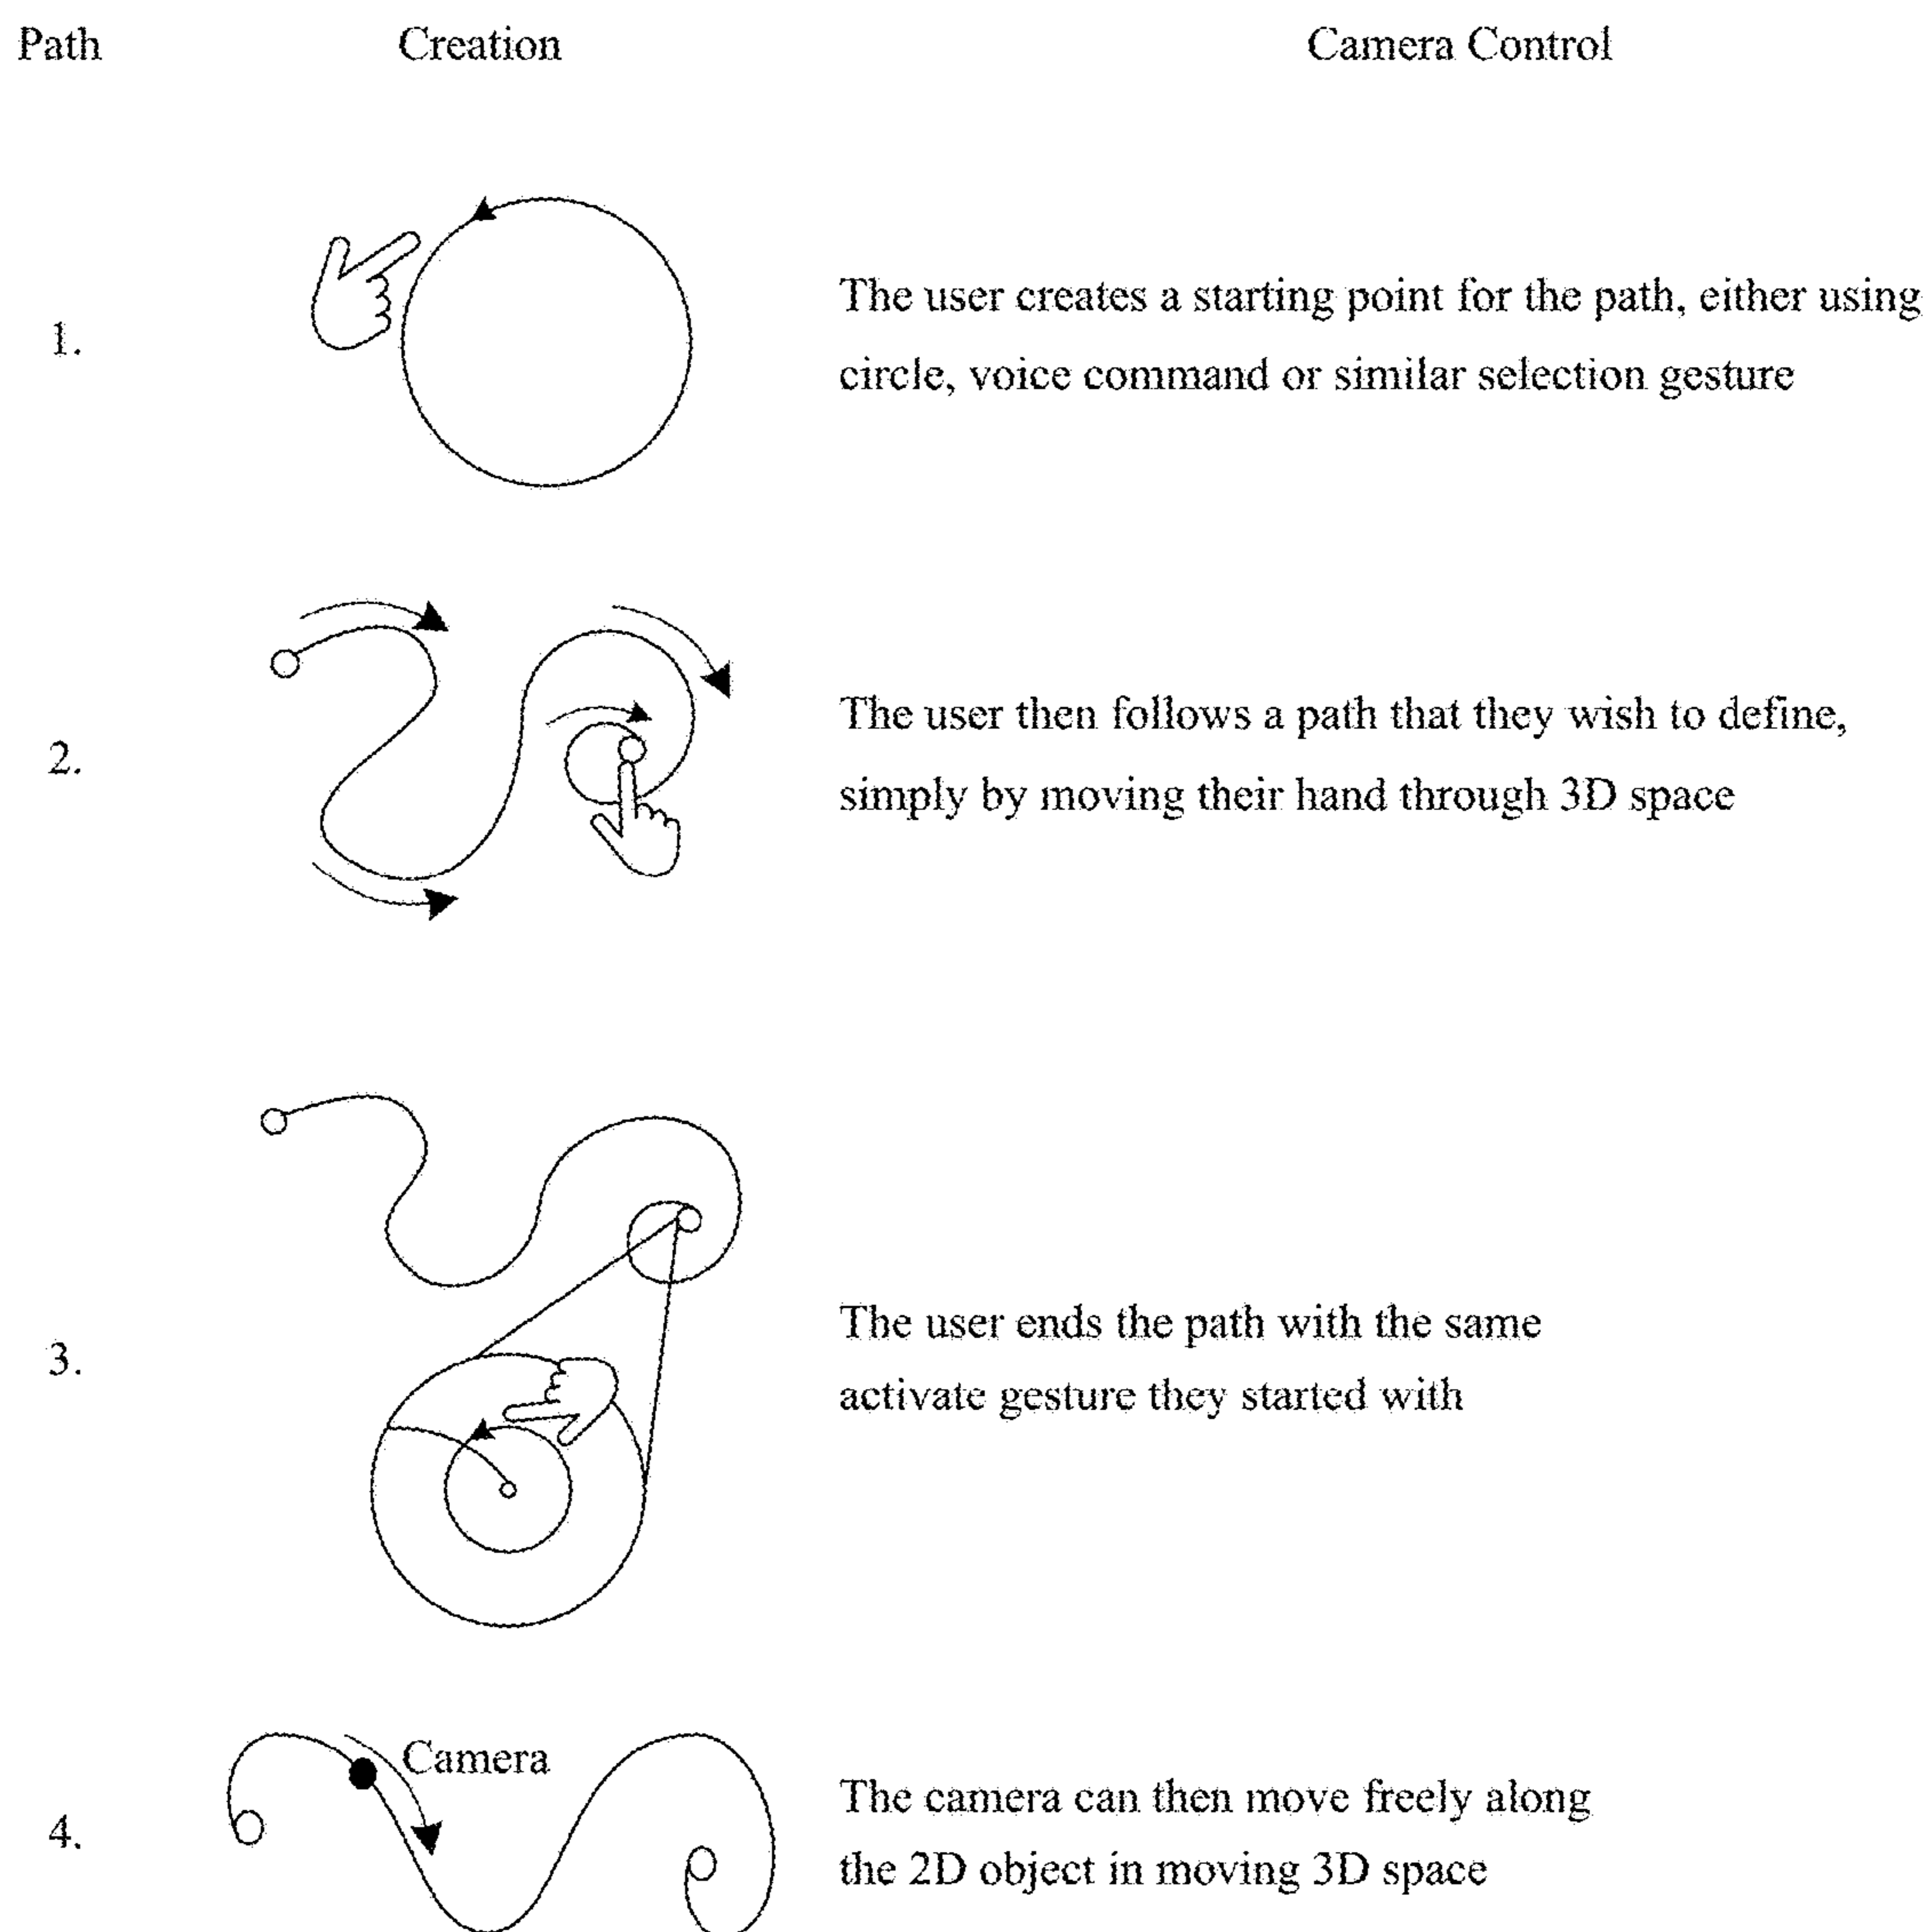 Path Creation Camera Control
1.
The user creates a starting point for the path, either using
circle, voice command or similar selection gesture
2.
The user then follows a path that they wish to define,
simply by moving their hand through 3D space
3.
The user ends the path with the same
activate gesture they started with
4.
Camera
The camera can then move freely along
the 2D object in moving 3D space